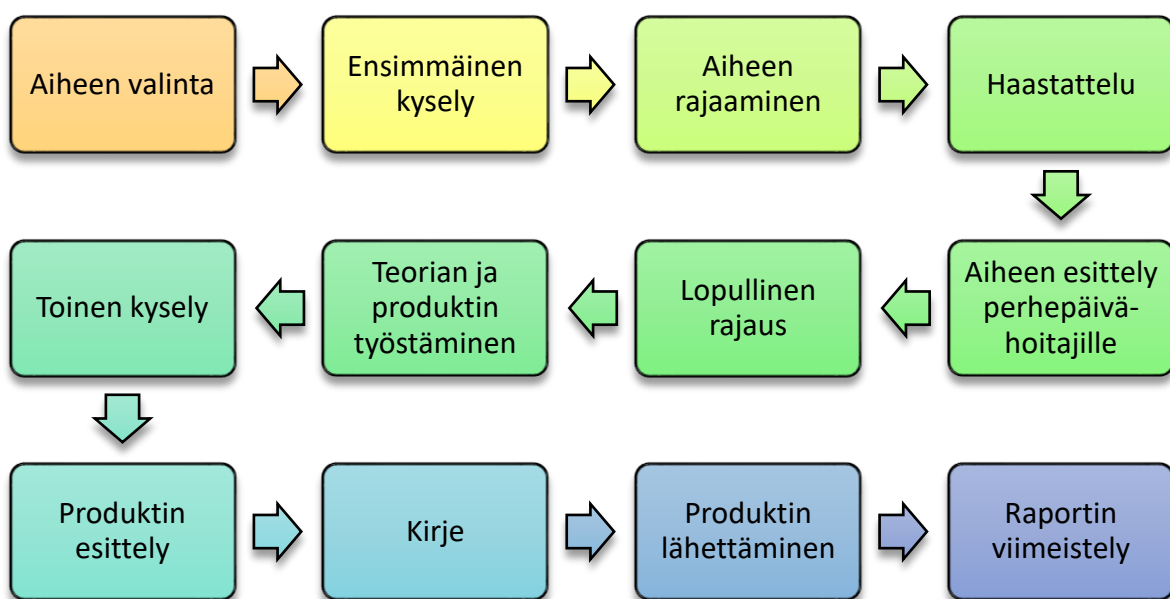 Aiheen valinta
Ensimmäinen
kysely
Aiheen
rajaaminen
Haastattelu
Aiheen esittely
perhepäivä-
hoitajille
Lopullinen
rajaus
Teorian ja
produktin
työstäminen
Toinen kysely
Produktin
esittely
Kirje
Produktin
lähettäminen
Raportin
viimeistely